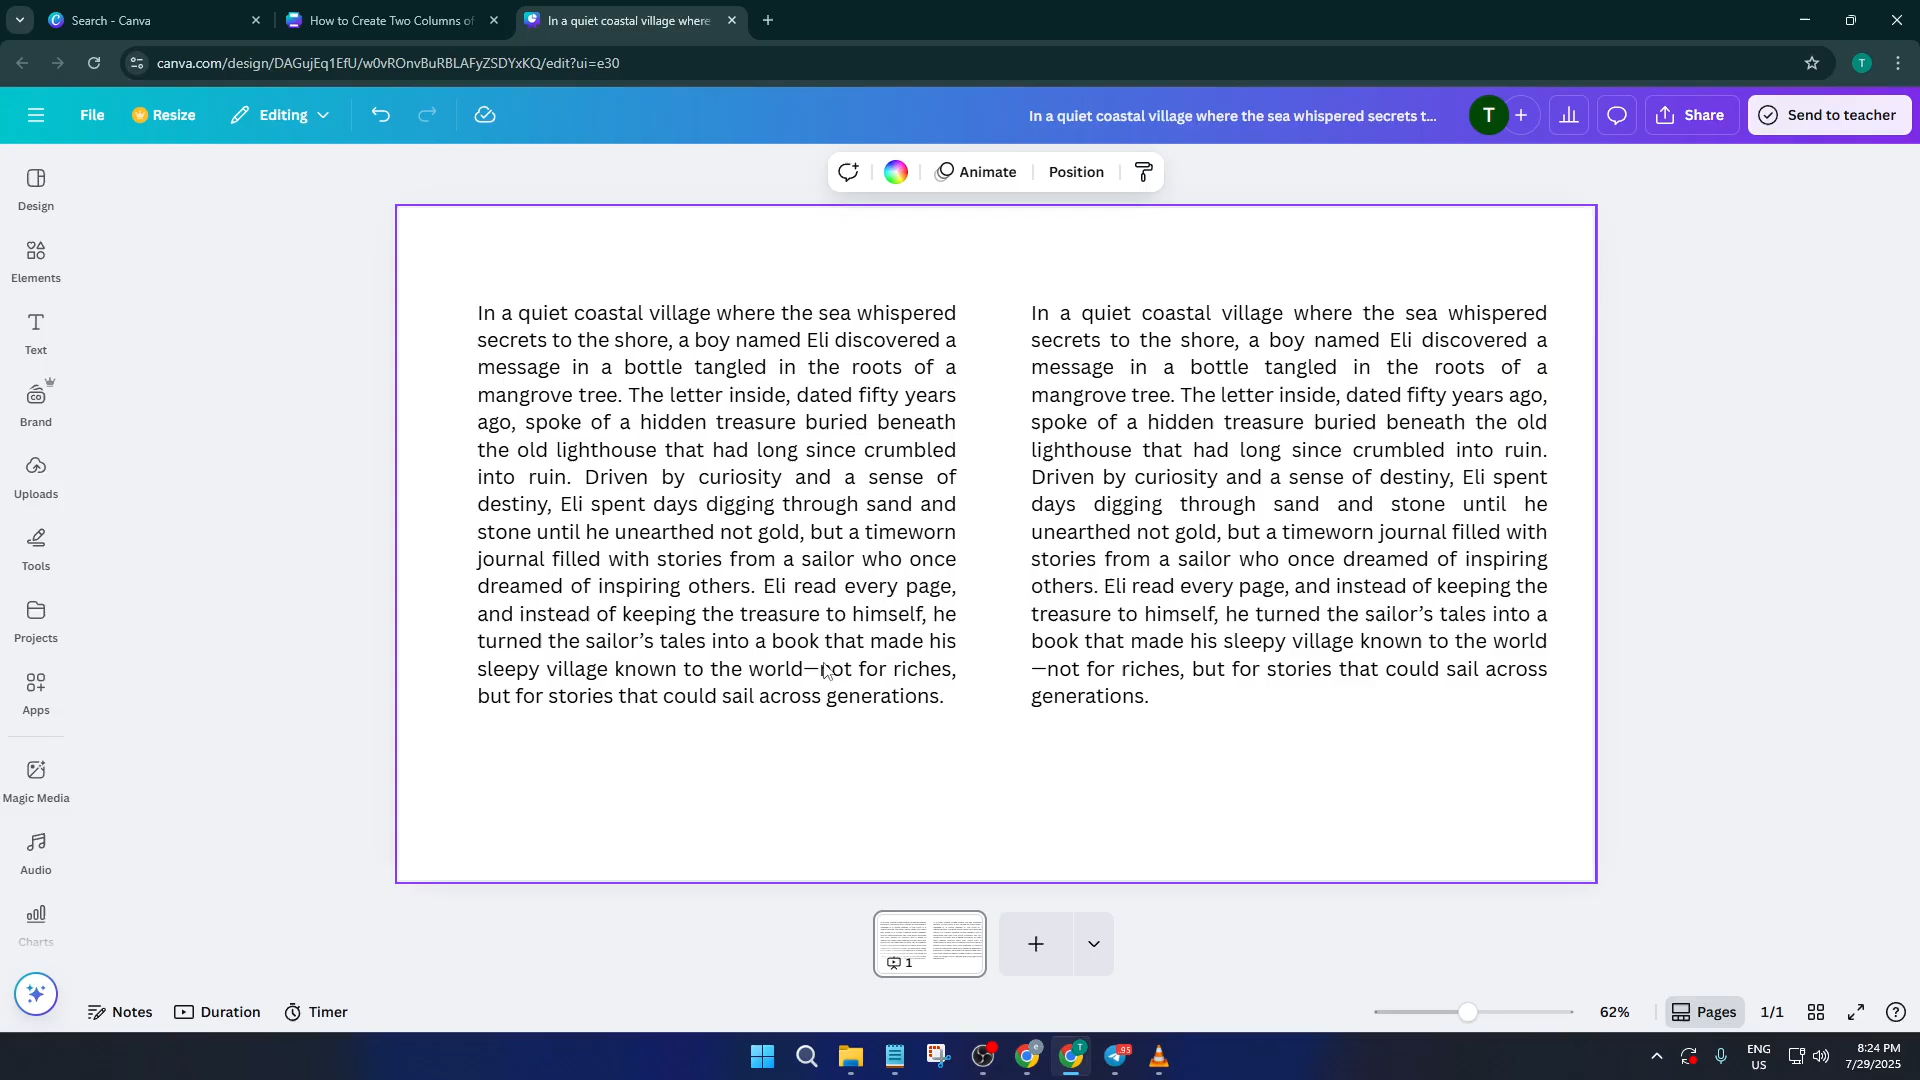 Search - Canva
How to Create Two Columns of
In a quiet coastal village where
canva.com/design/DAGujEq1EfU/w0vROnvBuRBLAFyZSDYxKQ/edit?ui=e30
T
File
Resize
Editing
In a quiet coastal village where the sea whispered secrets t...
T
Share
Send to teacher
Animate
Position
Design
Elements
Text
Brand
Uploads
Tools
Projects
Apps
Magic Media
Audio
Charts
In a quiet coastal village where the sea whispered
secrets to the shore, a boy named Eli discovered a
message in a bottle tangled in the roots of a
mangrove tree. The letter inside, dated fifty years
ago, spoke of a hidden treasure buried beneath
the old lighthouse that had long since crumbled
into ruin. Driven by curiosity and a sense of
destiny, Eli spent days digging through sand and
stone until he unearthed not gold, but a timeworn
journal filled with stories from a sailor who once
dreamed of inspiring others. Eli read every page,
and instead of keeping the treasure to himself, he
turned the sailor’s tales into a book that made his
sleepy village known to the world—not for riches,
but for stories that could sail across generations.
In a quiet coastal village where the sea whispered
secrets to the shore, a boy named Eli discovered a
message in a bottle tangled in the roots of a
mangrove tree. The letter inside, dated fifty years ago,
spoke of a hidden treasure buried beneath the old
lighthouse that had long since crumbled into ruin.
Driven by curiosity and a sense of destiny, Eli spent
days digging through sand and stone until he
unearthed not gold, but a timeworn journal filled with
stories from a sailor who once dreamed of inspiring
others. Eli read every page, and instead of keeping the
treasure to himself, he turned the sailor’s tales into a
book that made his sleepy village known to the world
—not for riches, but for stories that could sail across
generations.
1
Notes
Duration
Timer
62%
Pages
1/1
ENG
US
8:24 PM
7/29/2025